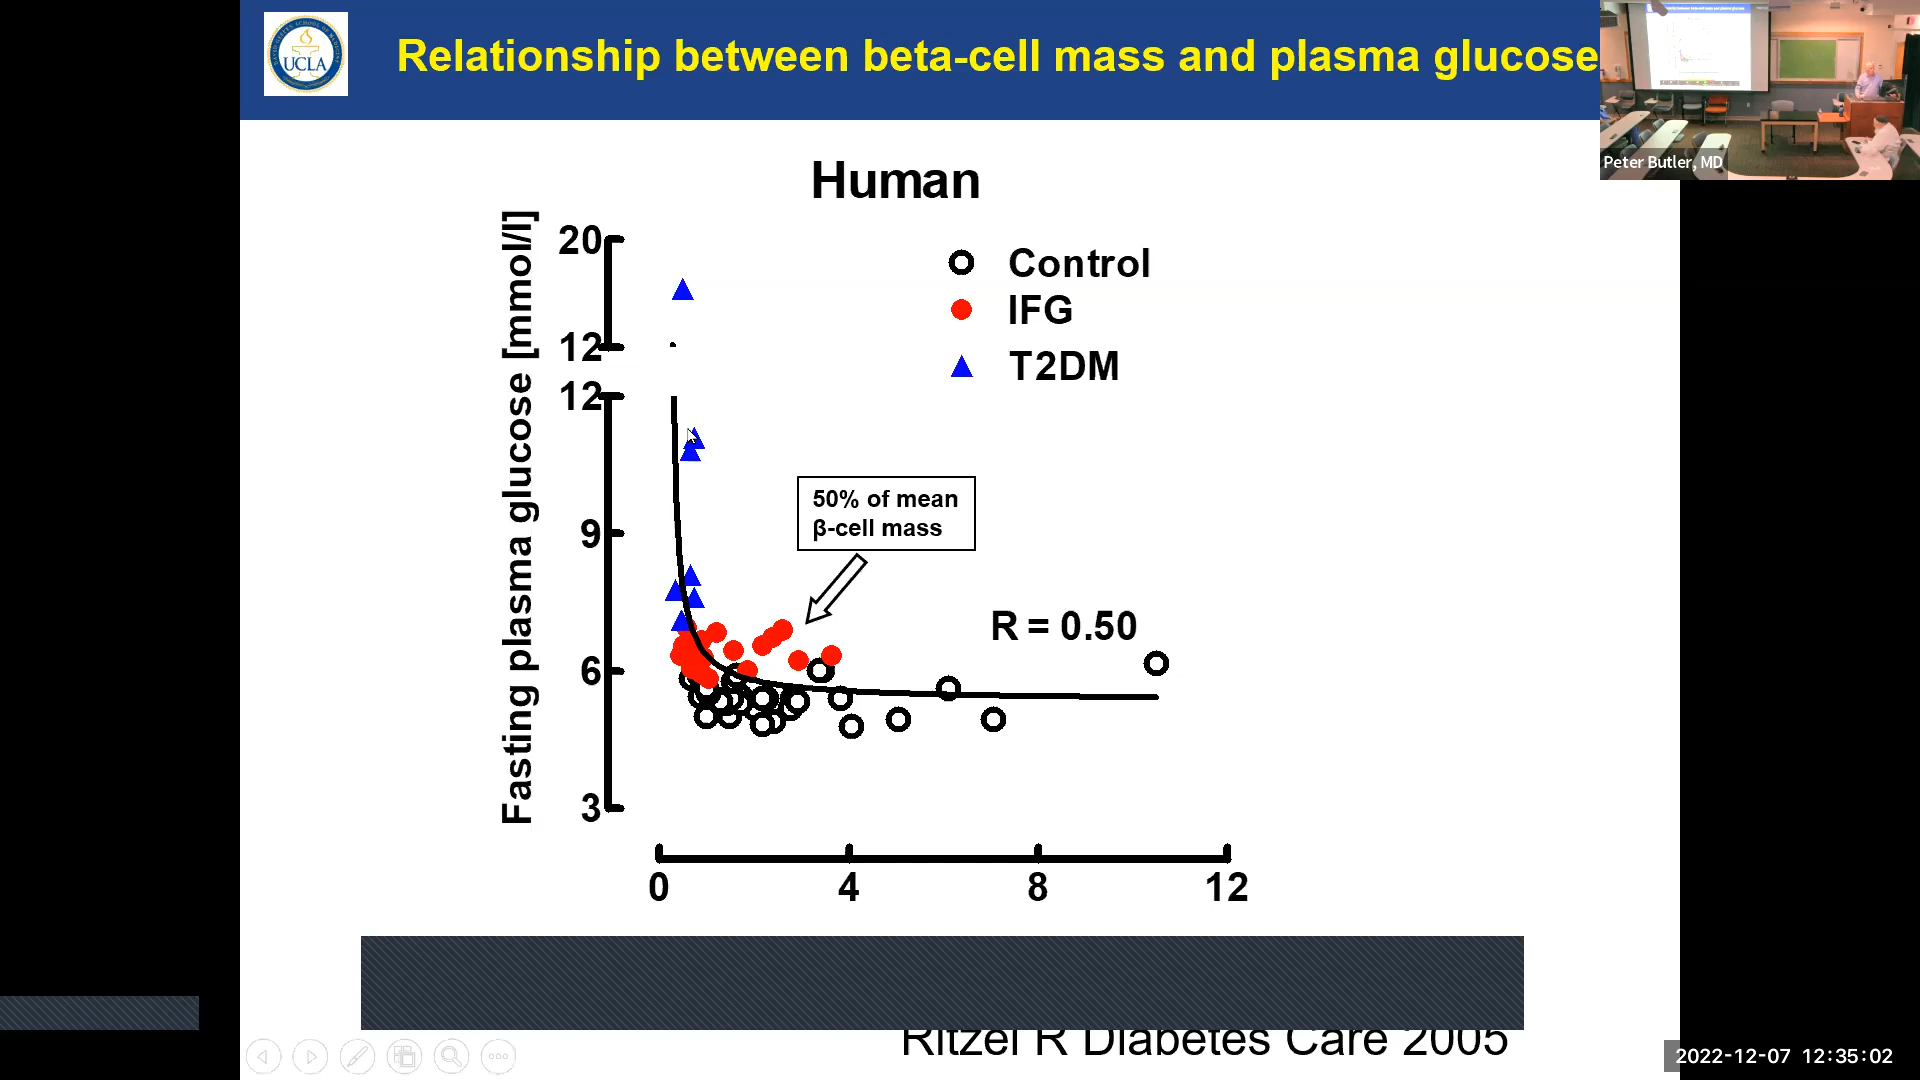 UCLA
Relationship between beta-cell mass and plasma glucose
Peter Butler, MD
Human
Fasting plasma glucose [mmol/l]
20
12
12
9
6
3
Control
IFG
T2DM
50% of mean
β-cell mass
R = 0.50
0 4 8 12
Ritzel R Diabetes Care 2005
2022-12-07 12:35:02